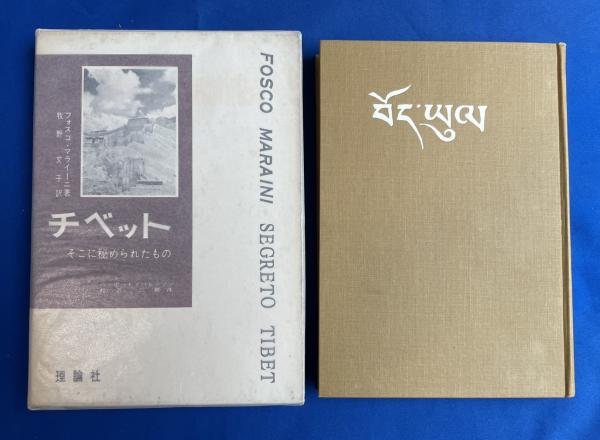 FOSCO MARAINI SEGRETO TIBET
フォスコ・マライーニ著
牧野文子訳
チベット
そこに秘められたもの
理論社
བོད་ཡུལ